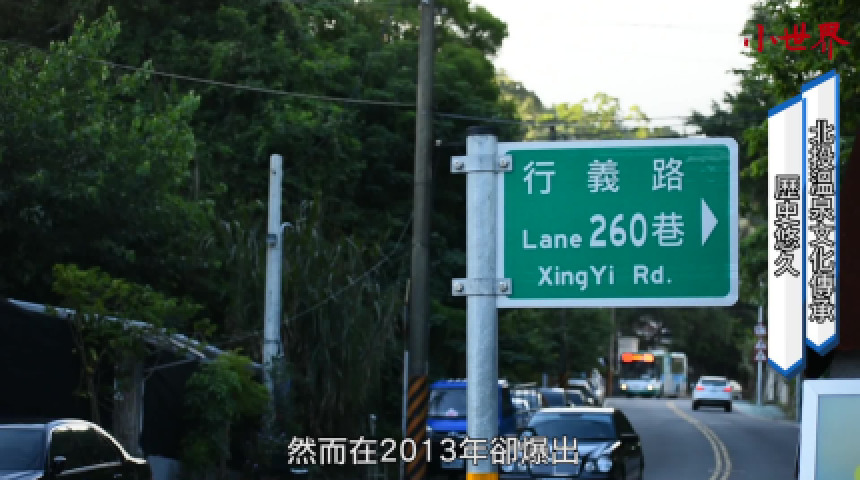 小世界
北投溫泉文化傳承
歷史悠久
行義路
Lane 260巷
XingYi Rd.
然而在2013年卻爆出